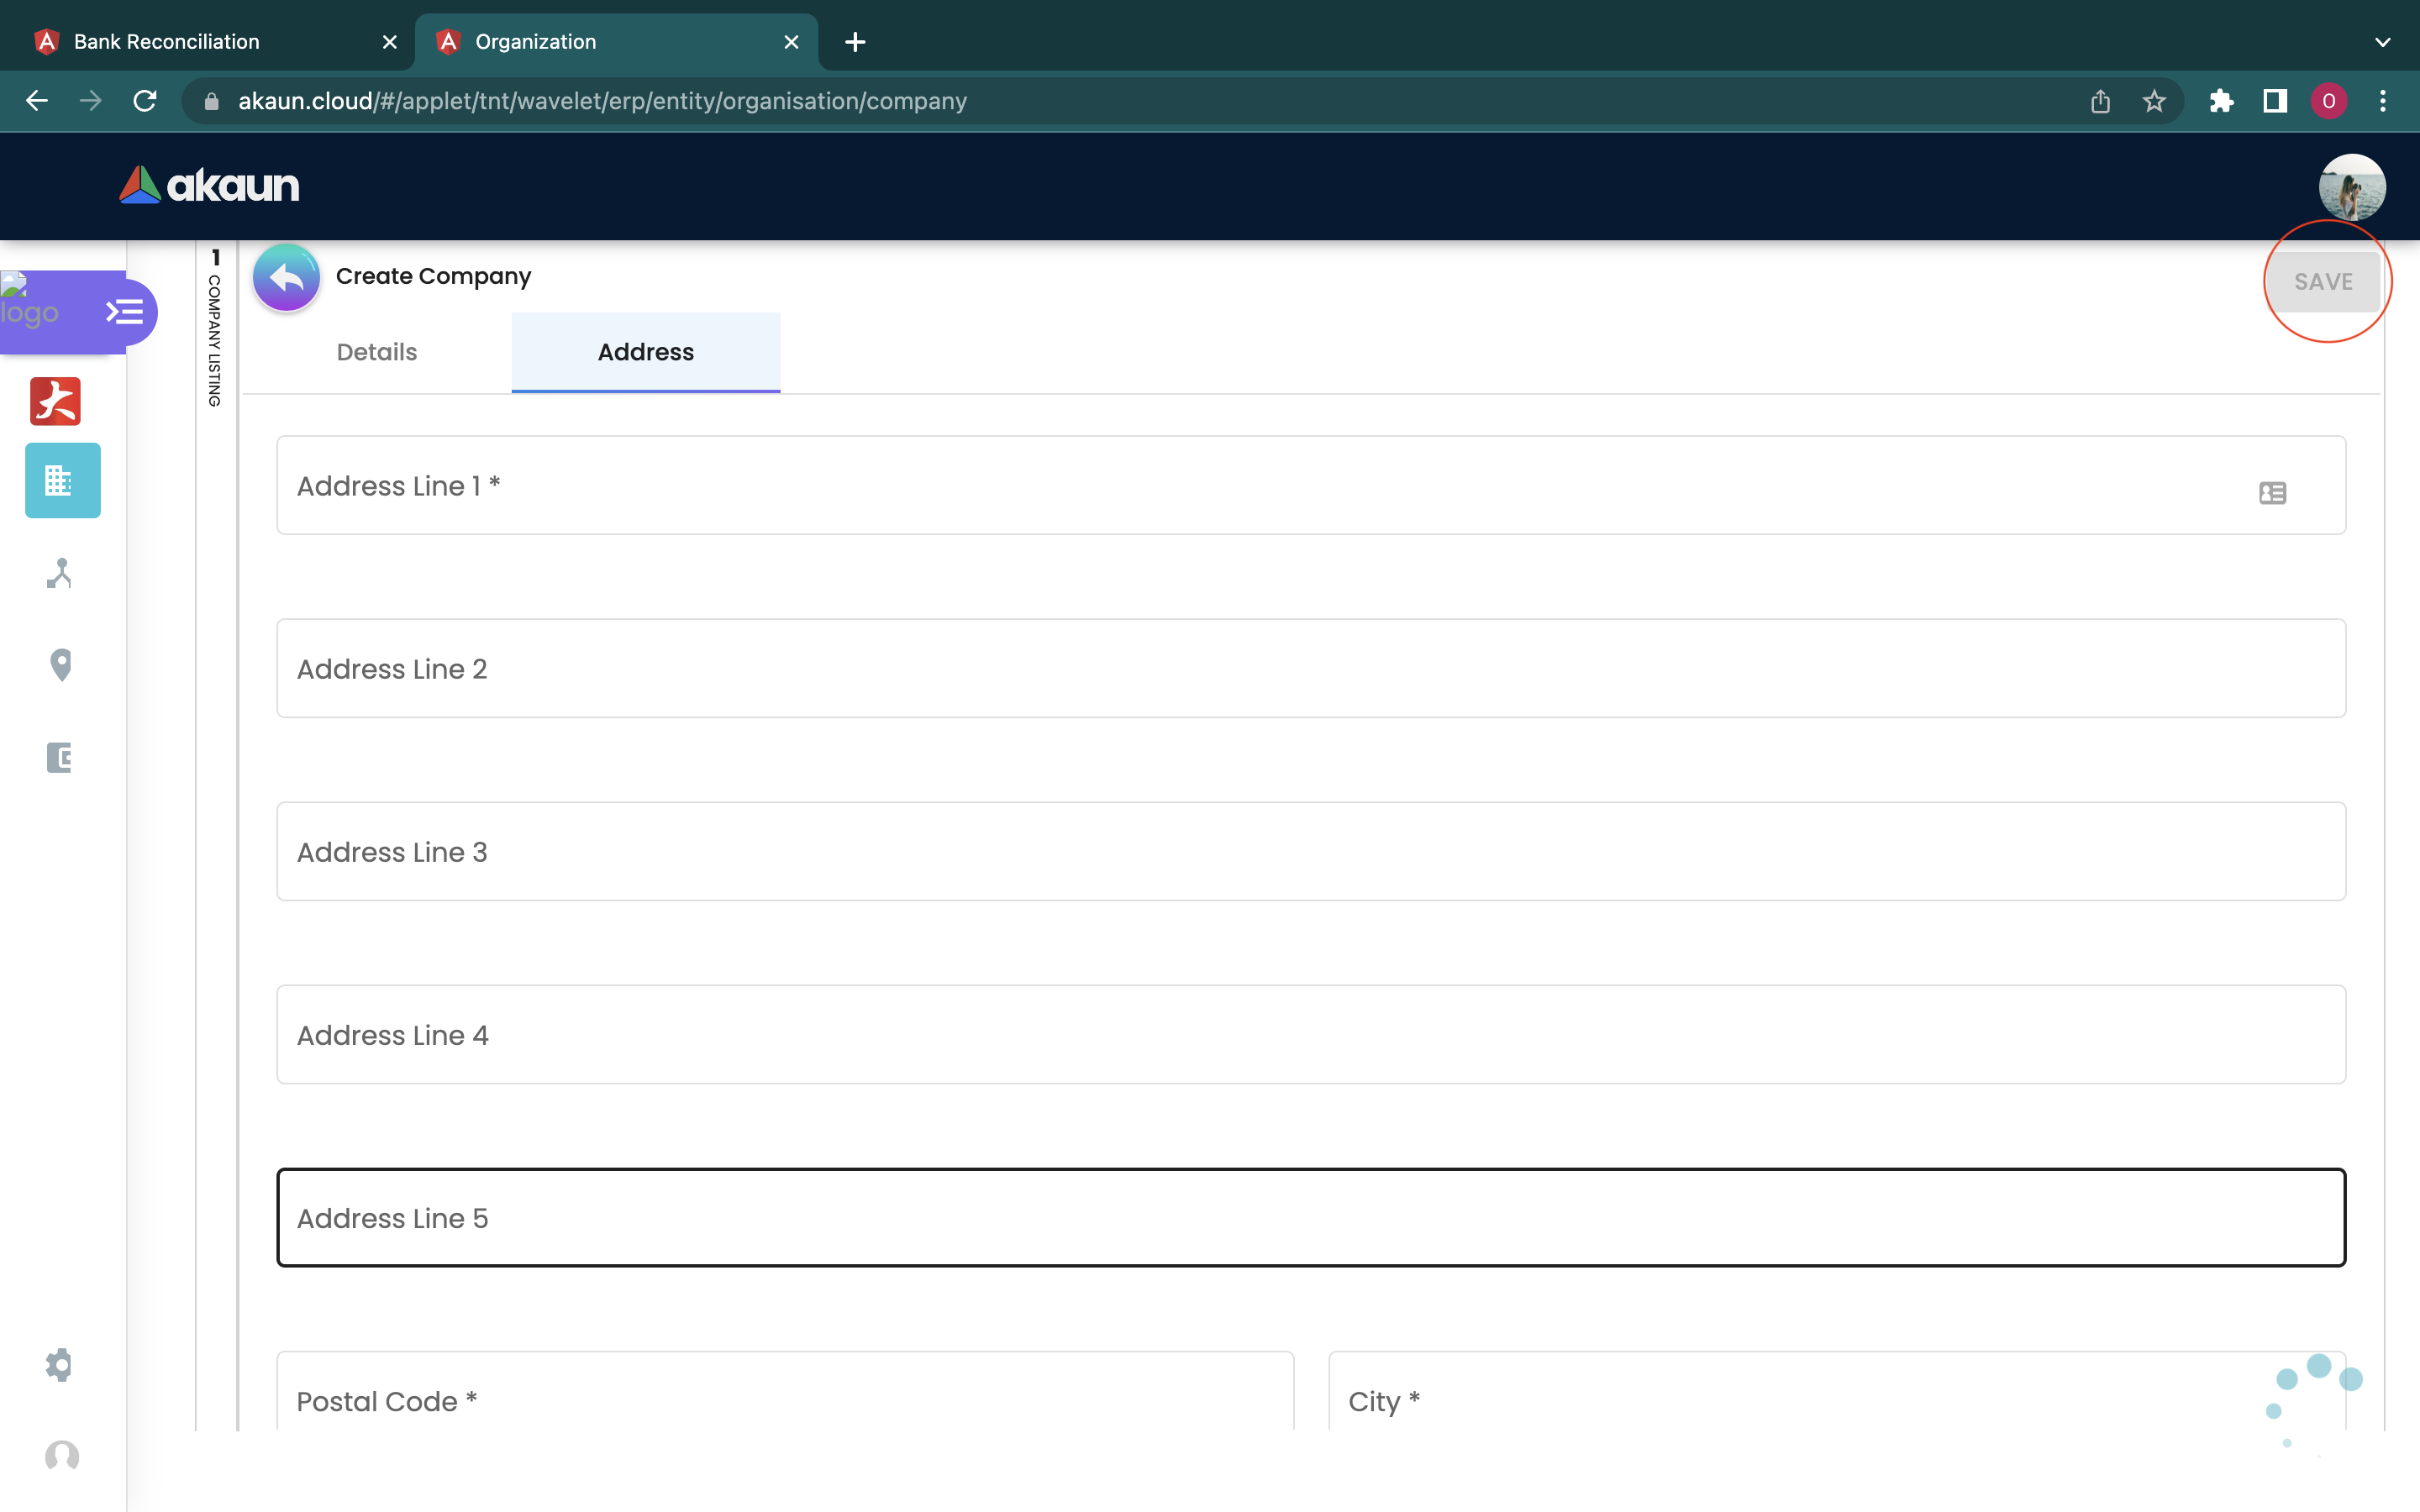 Bank Reconciliation
Organization
akaun.cloud/#/applet/tnt/wavelet/erp/entity/organisation/company
O
akaun
logo
1
COMPANY LISTING
Create Company
SAVE
Details
Address
Address Line 1 *
Address Line 2
Address Line 3
Address Line 4
Address Line 5
Postal Code *
City *